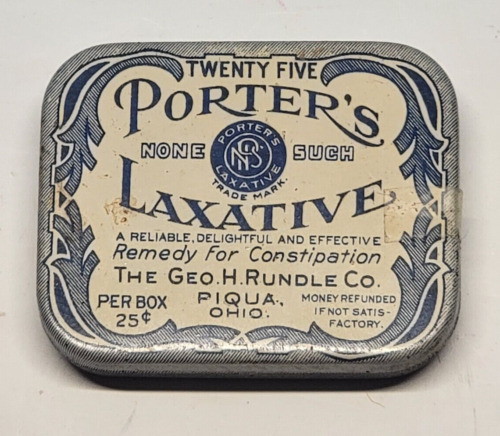 TWENTY FIVE
PORTER'S
NONE SUCH
PORTER'S
NS
LAXATIVE
TRADE MARK
LAXATIVE
A RELIABLE, DELIGHTFUL AND EFFECTIVE
Remedy For Constipation
THE GEO. H. RUNDLE CO.
PIQUA,
OHIO.
PER BOX
25¢
MONEY REFUNDED
IF NOT SATIS-
FACTORY.